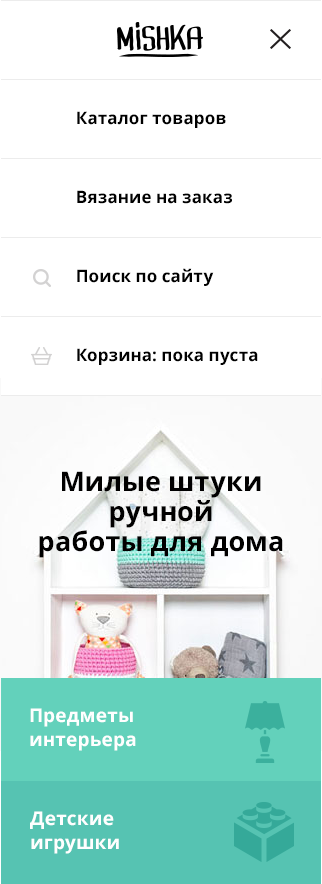 MiSHKA
Каталог товаров
Вязание на заказ
Поиск по сайту
Корзина: пока пуста
Милые штуки
ручной
работы для дома
Предметы
интерьера
Детские
игрушки